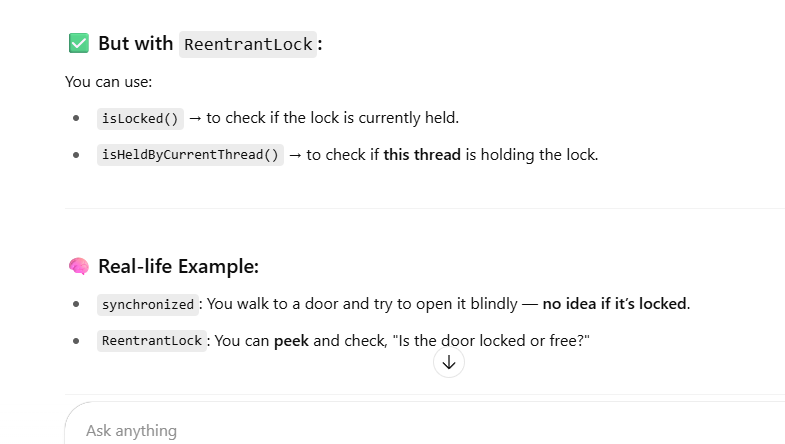 ✅ But with ReentrantLock:
You can use:
• isLocked() → to check if the lock is currently held.
• isHeldByCurrentThread() → to check if this thread is holding the lock.
🧠 Real-life Example:
• synchronized: You walk to a door and try to open it blindly — no idea if it’s locked.
• ReentrantLock: You can peek and check, "Is the door locked or free?"
Ask anything